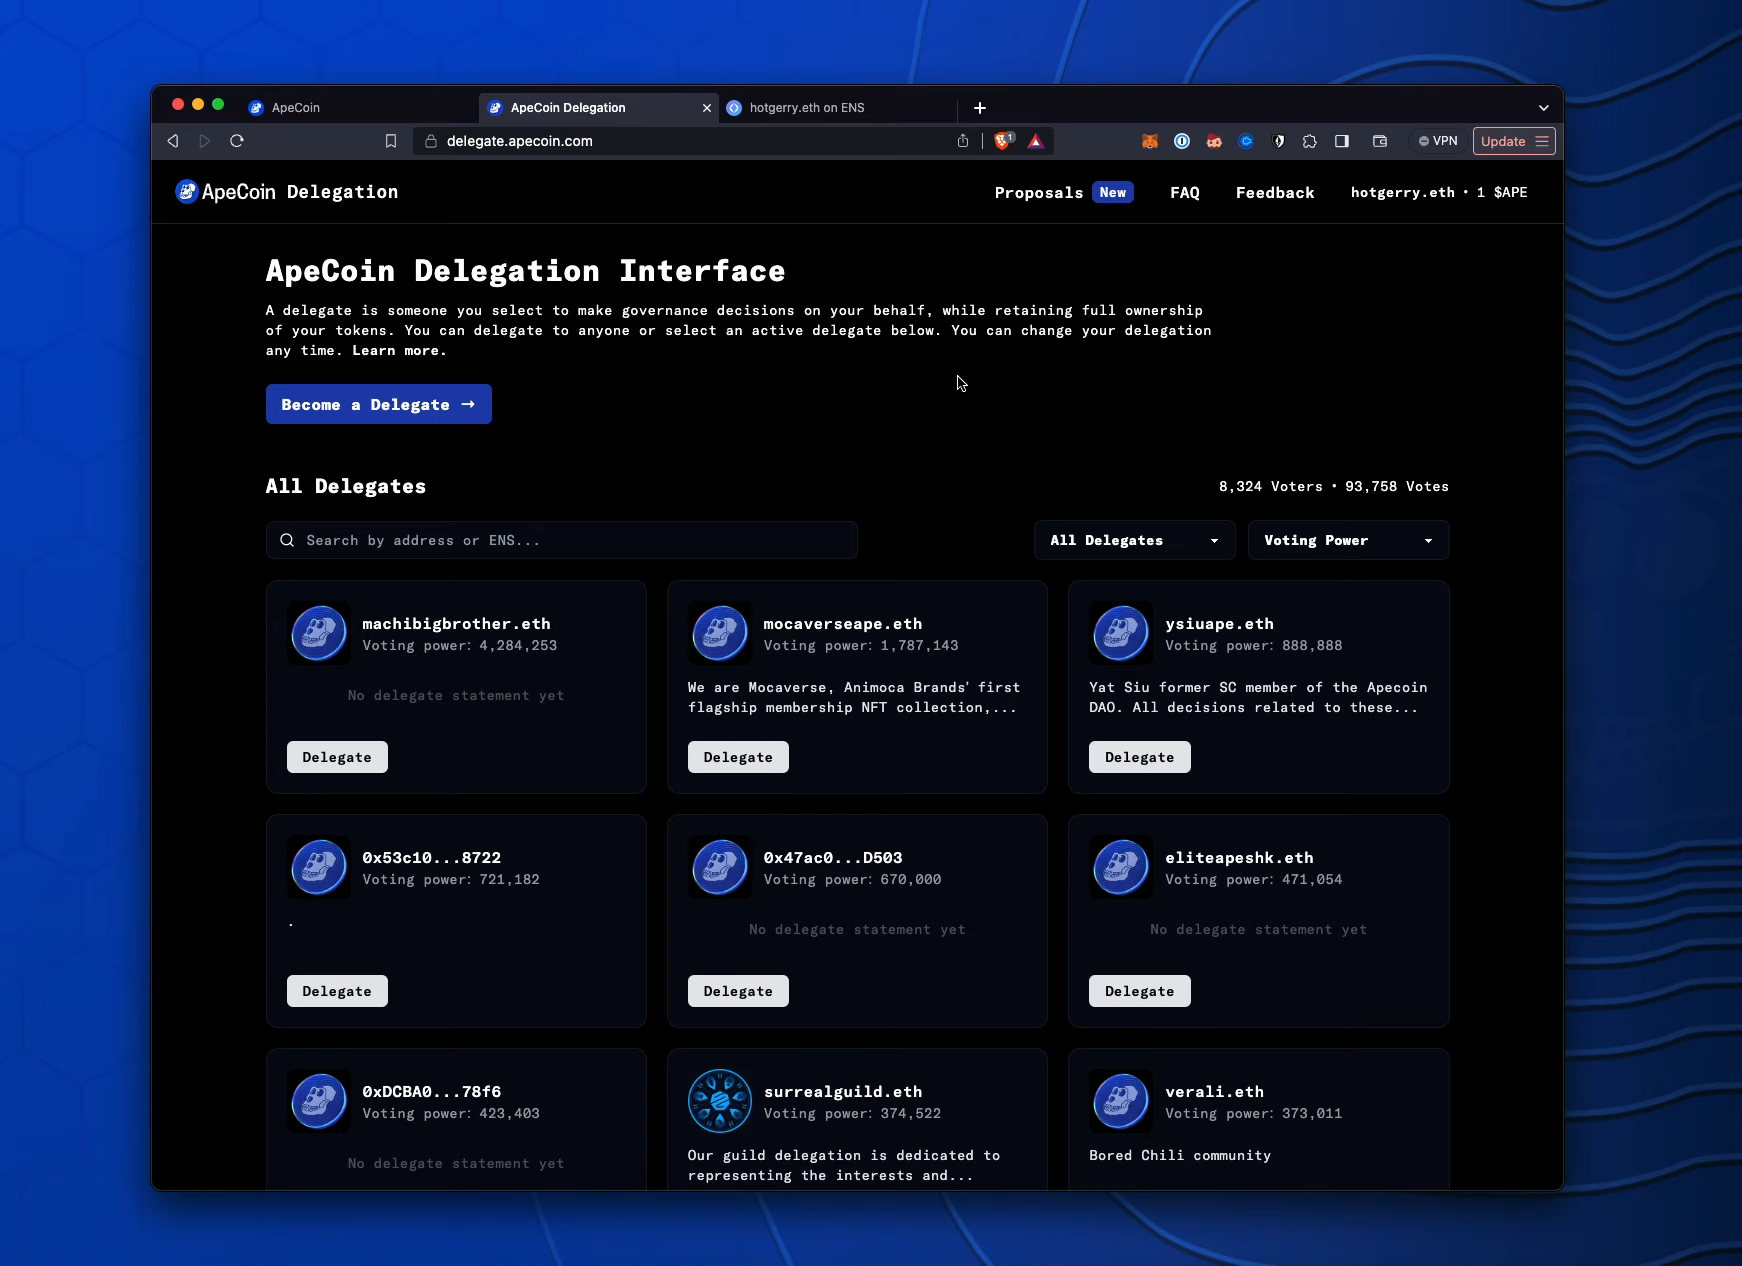 ApeCoin
ApeCoin Delegation
hotgerry.eth on ENS
delegate.apecoin.com
1
VPN
Update
ApeCoin Delegation
Proposals New
FAQ
Feedback
hotgerry.eth • 1 $APE
ApeCoin Delegation Interface
A delegate is someone you select to make governance decisions on your behalf, while retaining full ownership
of your tokens. You can delegate to anyone or select an active delegate below. You can change your delegation
any time. Learn more.
Become a Delegate →
All Delegates
8,324 Voters • 93,758 Votes
Search by address or ENS...
All Delegates
Voting Power
machibigbrother.eth
Voting power: 4,284,253
No delegate statement yet
Delegate
mocaverseape.eth
Voting power: 1,787,143
We are Mocaverse, Animoca Brands' first
flagship membership NFT collection,...
Delegate
ysiuape.eth
Voting power: 888,888
Yat Siu former SC member of the Apecoin
DAO. All decisions related to these...
Delegate
0x53c10...8722
Voting power: 721,182
.
Delegate
0x47ac0...D503
Voting power: 670,000
No delegate statement yet
Delegate
eliteapeshk.eth
Voting power: 471,054
No delegate statement yet
Delegate
0xDCBA0...78f6
Voting power: 423,403
No delegate statement yet
surrealguild.eth
Voting power: 374,522
Our guild delegation is dedicated to
representing the interests and...
verali.eth
Voting power: 373,011
Bored Chili community